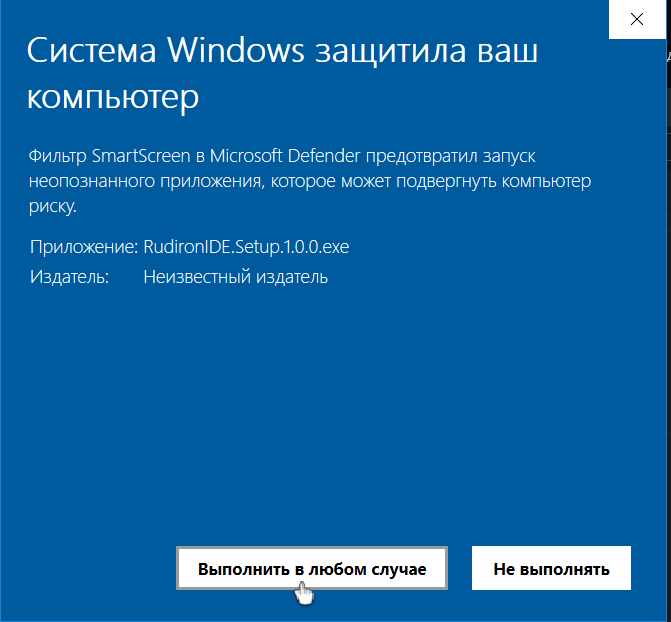 Система Windows защитила ваш
компьютер
Фильтр SmartScreen в Microsoft Defender предотвратил запуск
неопознанного приложения, которое может подвергнуть компьютер
риску.
Приложение: RudironIDE.Setup.1.0.0.exe
Издатель: Неизвестный издатель
Выполнить в любом случае
Не выполнять